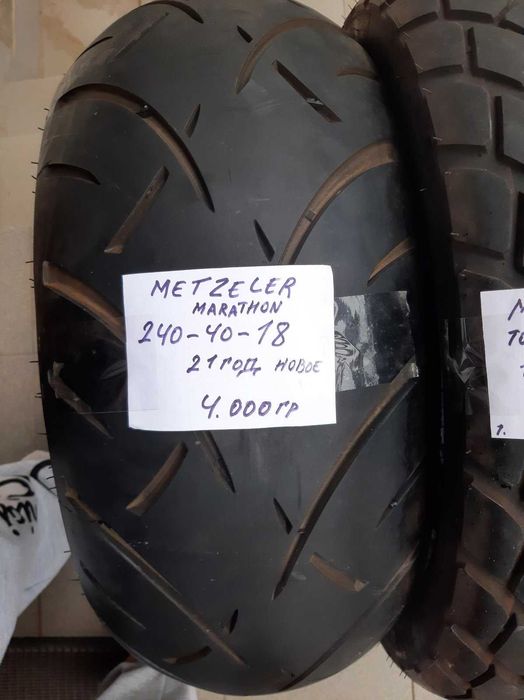 METZELER
MARATHON
240-40-18
21 год НОВОЕ
4.000 гр